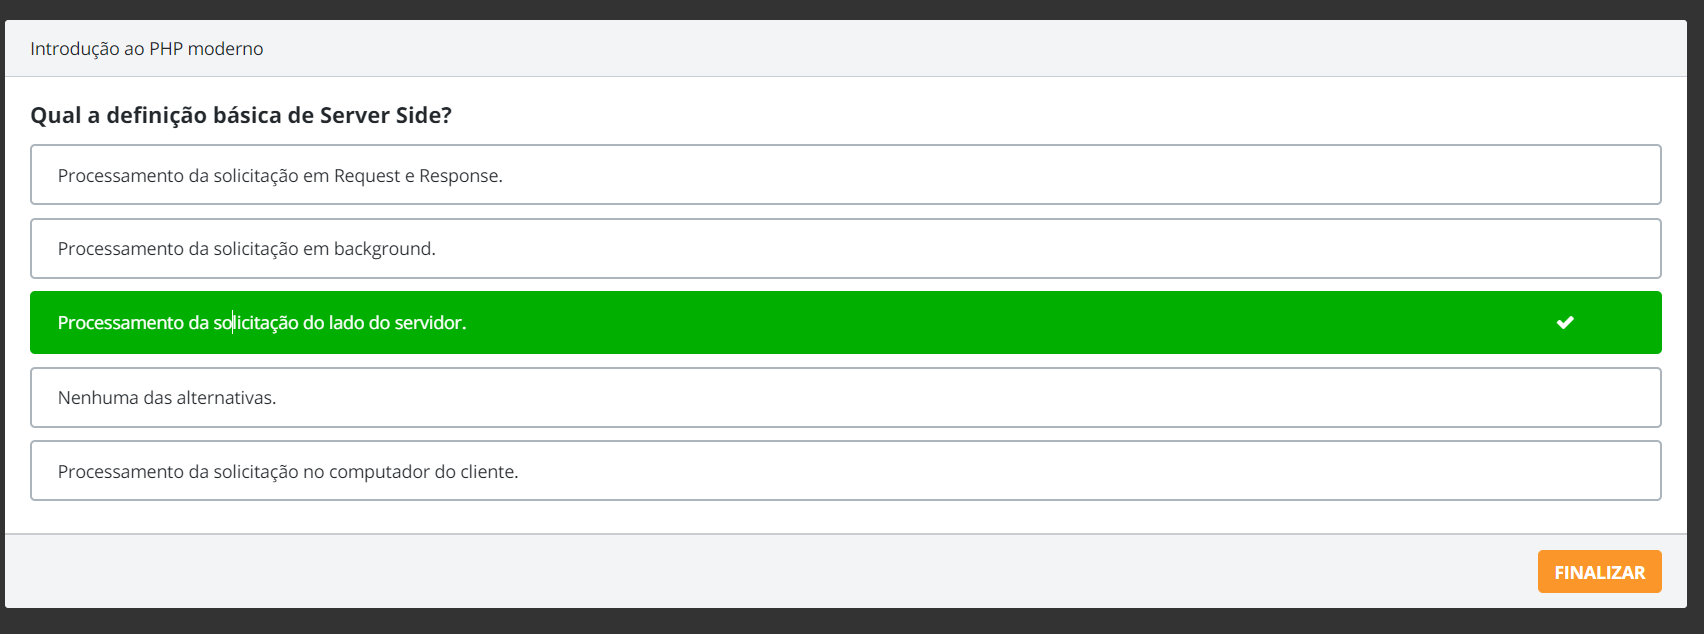 Introdução ao PHP moderno
Qual a definição básica de Server Side?
Processamento da solicitação em Request e Response.
Processamento da solicitação em background.
Processamento da solicitação do lado do servidor.
Nenhuma das alternativas.
Processamento da solicitação no computador do cliente.
FINALIZAR